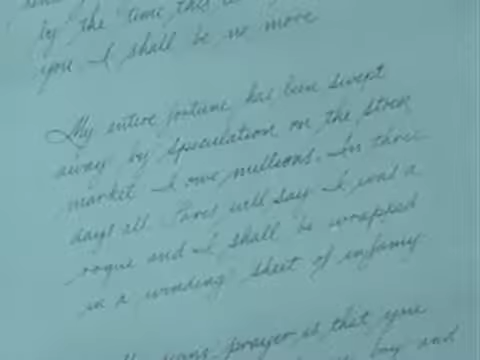 by the time this
you I shall be no more
My entire fortune has been swept
away by speculation on the stock
market I owe millions. In three
days all Paris will say I was a
rogue and I shall be wrapped
in a winding sheet of infamy
prayer is that you
and